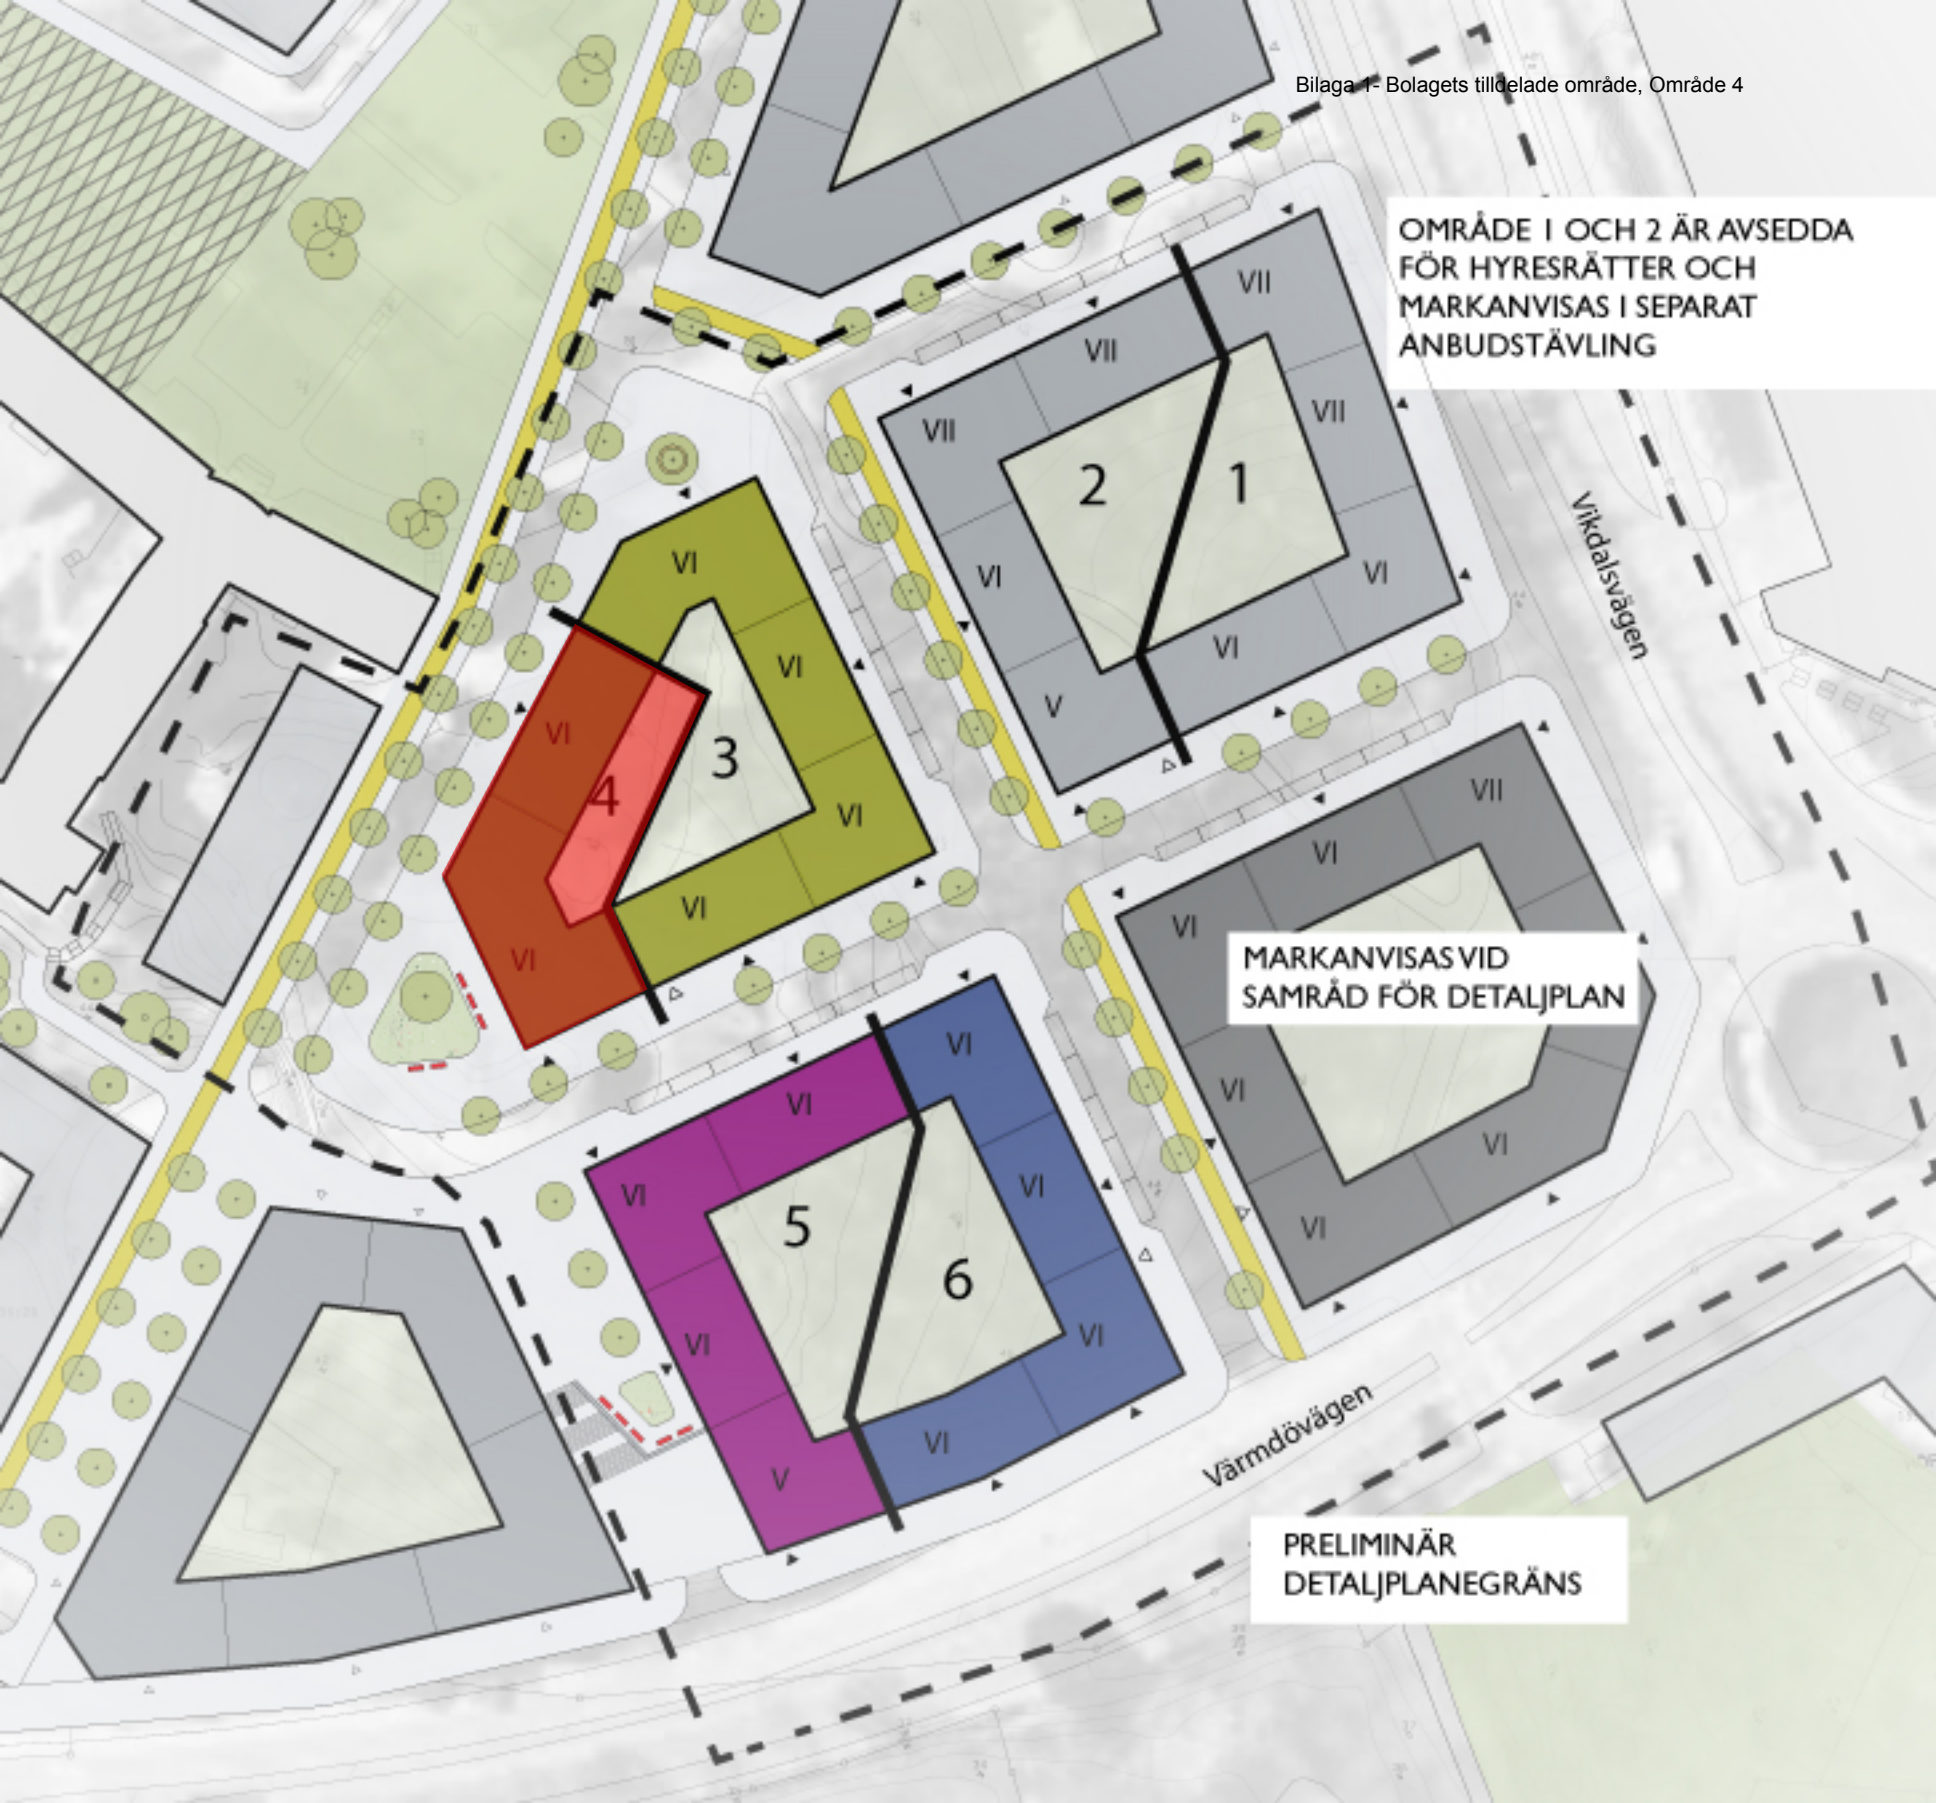 Bilaga 1- Bolagets tilldelade område, Område 4
OMRÅDE 1 OCH 2 ÄR AVSEDDA
FÖR HYRESRÄTTER OCH
MARKANVISAS I SEPARAT
ANBUDSTÄVLING
VII
VII
VII
VII
2
1
VI
VI
VI
V
Vikdalsvägen
VI
VI
VI
4
3
VI
VI
VI
VII
VI
VI
MARKANVISAS VID
SAMRÅD FÖR DETALJPLAN
VI
VI
VI
VI
VI
VI
5
VI
6
VI
VI
VI
V
Värmdövägen
PRELIMINÄR
DETALJPLANEGRÄNS